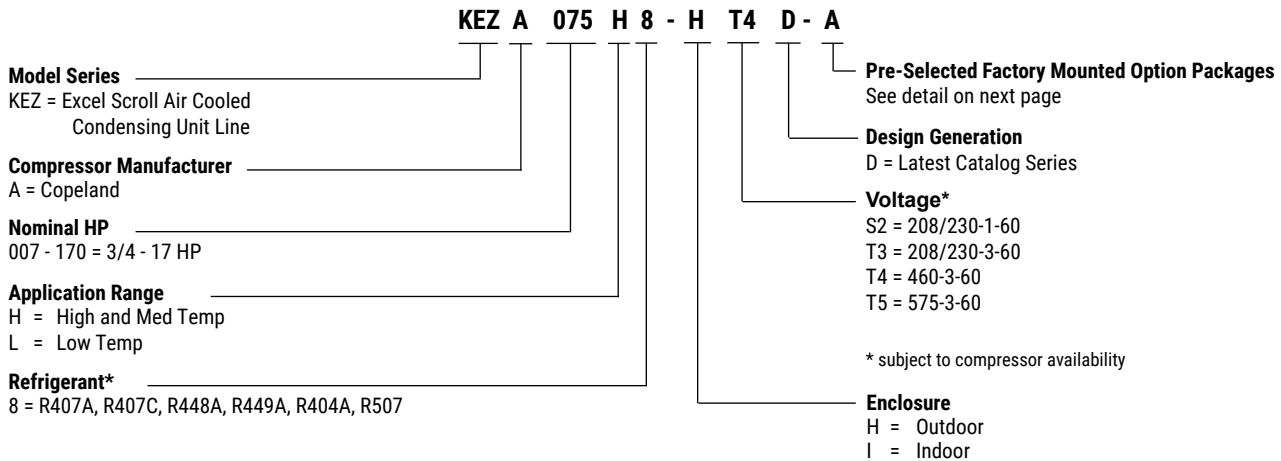 KEZ A 075 H 8 - H T4 D - A
Model Series
KEZ = Excel Scroll Air Cooled
Condensing Unit Line
Compressor Manufacturer
A = Copeland
Nominal HP
007 - 170 = 3/4 - 17 HP
Application Range
H = High and Med Temp
L = Low Temp
Refrigerant*
8 = R407A, R407C, R448A, R449A, R404A, R507
Pre-Selected Factory Mounted Option Packages
See detail on next page
Design Generation
D = Latest Catalog Series
Voltage*
S2 = 208/230-1-60
T3 = 208/230-3-60
T4 = 460-3-60
T5 = 575-3-60
* subject to compressor availability
Enclosure
H = Outdoor
I = Indoor